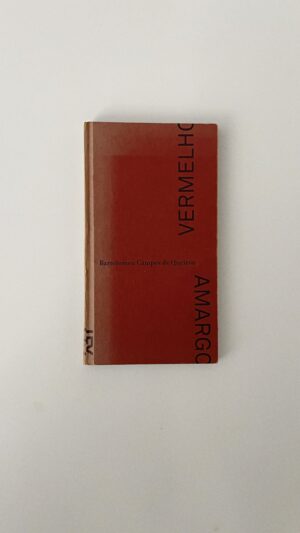 VERMELHO
Bartolomeu Campos de Queirós
AMARGO